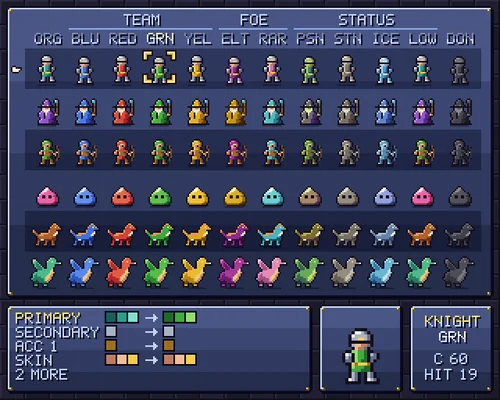 TEAM FOE STATUS
ORG BLU RED GRN YEL ELT RAR PSN STN ICE LOW DON
PRIMARY
SECONDARY
ACC 1
SKIN
2 MORE
KNIGHT
GRN
C 60
HIT 19